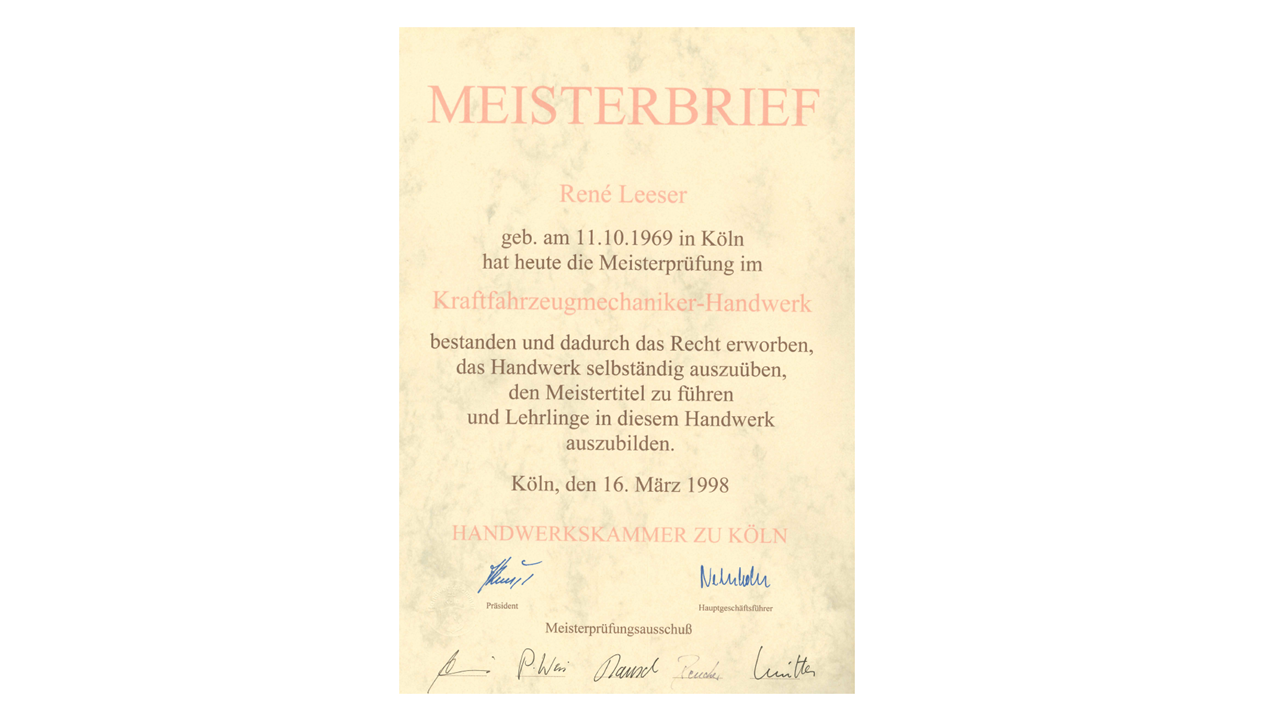 MEISTERBRIEF
René Leeser
geb. am 11.10.1969 in Köln
hat heute die Meisterprüfung im
Kraftfahrzeugmechaniker-Handwerk
bestanden und dadurch das Recht erworben,
das Handwerk selbständig auszuüben,
den Meistertitel zu führen
und Lehrlinge in diesem Handwerk
auszubilden.
Köln, den 16. März 1998
HANDWERKSKAMMER ZU KÖLN
Präsident Hauptgeschäftsführer
Meisterprüfungsausschuß